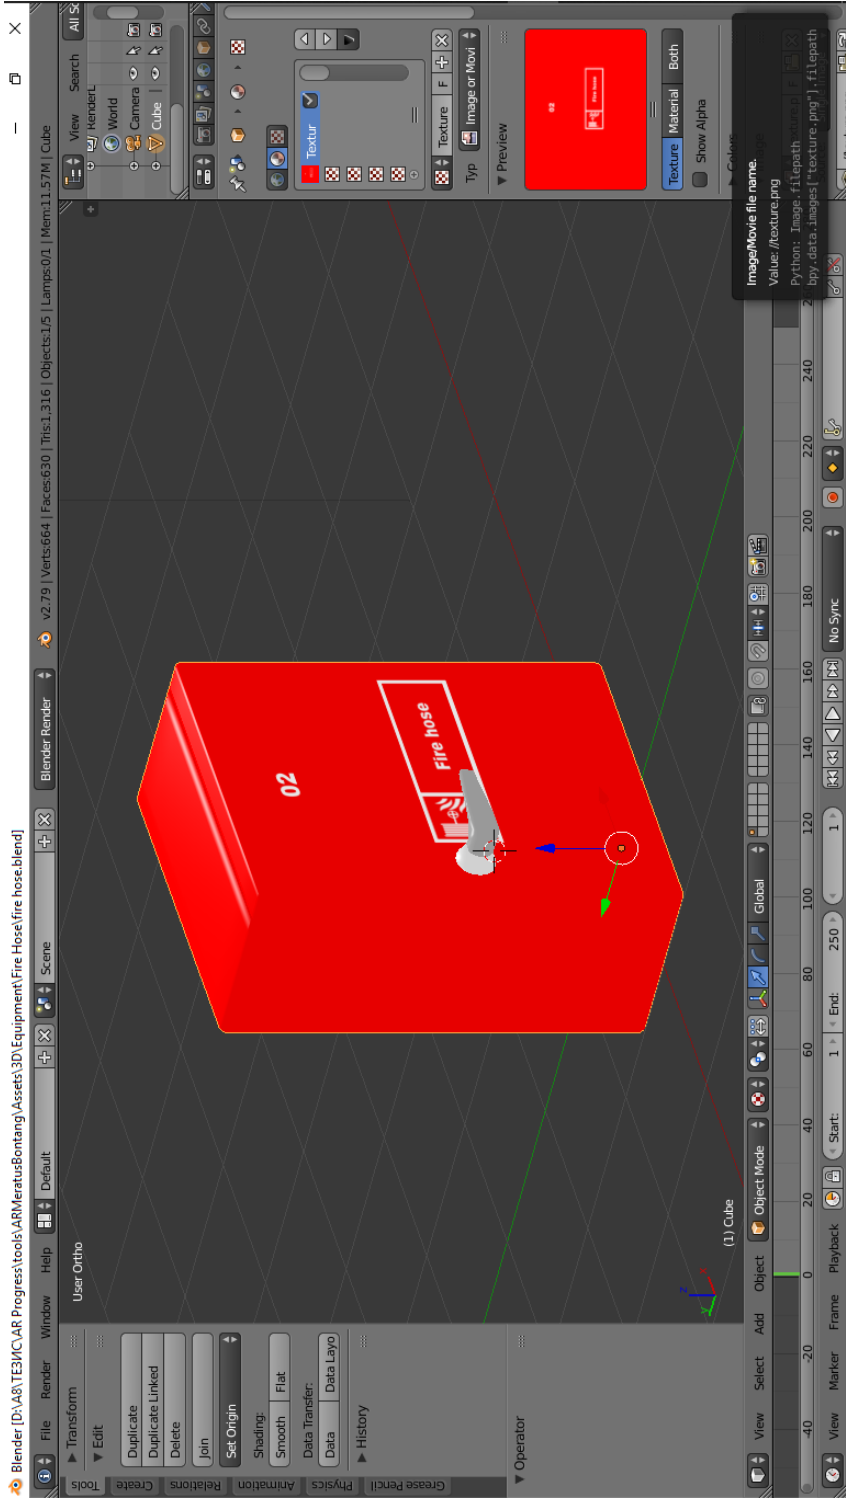 Blender [D:\A8\ТЕЗИС\AR Progress\tools\ARMeratusBontang\Assets\3D\Equipment\Fire Hose\fire hose.blend]
File Render Window Help Default Scene Blender Render v2.79 | Verts:664 | Faces:630 | Tris:1,316 | Objects:1/5 | Lamps:0/1 | Mem:11.57M | Cube
Tools
Create
Relations
Animation
Physics
Grease Pencil
Transform
Edit
Duplicate
Duplicate Linked
Delete
Join
Set Origin
Shading:
Smooth Flat
Data Transfer:
Data Data Layo
History
Operator
User Ortho
02
Fire hose
(1) Cube
View Search All Sc
RenderL
World
Camera
Cube
Textur
Texture F
Typ Image or Movi
Preview
02
Fire hose
Texture Material Both
Show Alpha
Colors
Image/Movie file name.
Value: //texture.png
Python: Image.filepath
bpy.data.images["texture.png"].filepath
View Select Add Object Object Mode Global
-40 -20 0 20 40 60 80 100 120 140 160 180 200 220 240
View Marker Frame Playback Start: 1 End: 250 1 No Sync